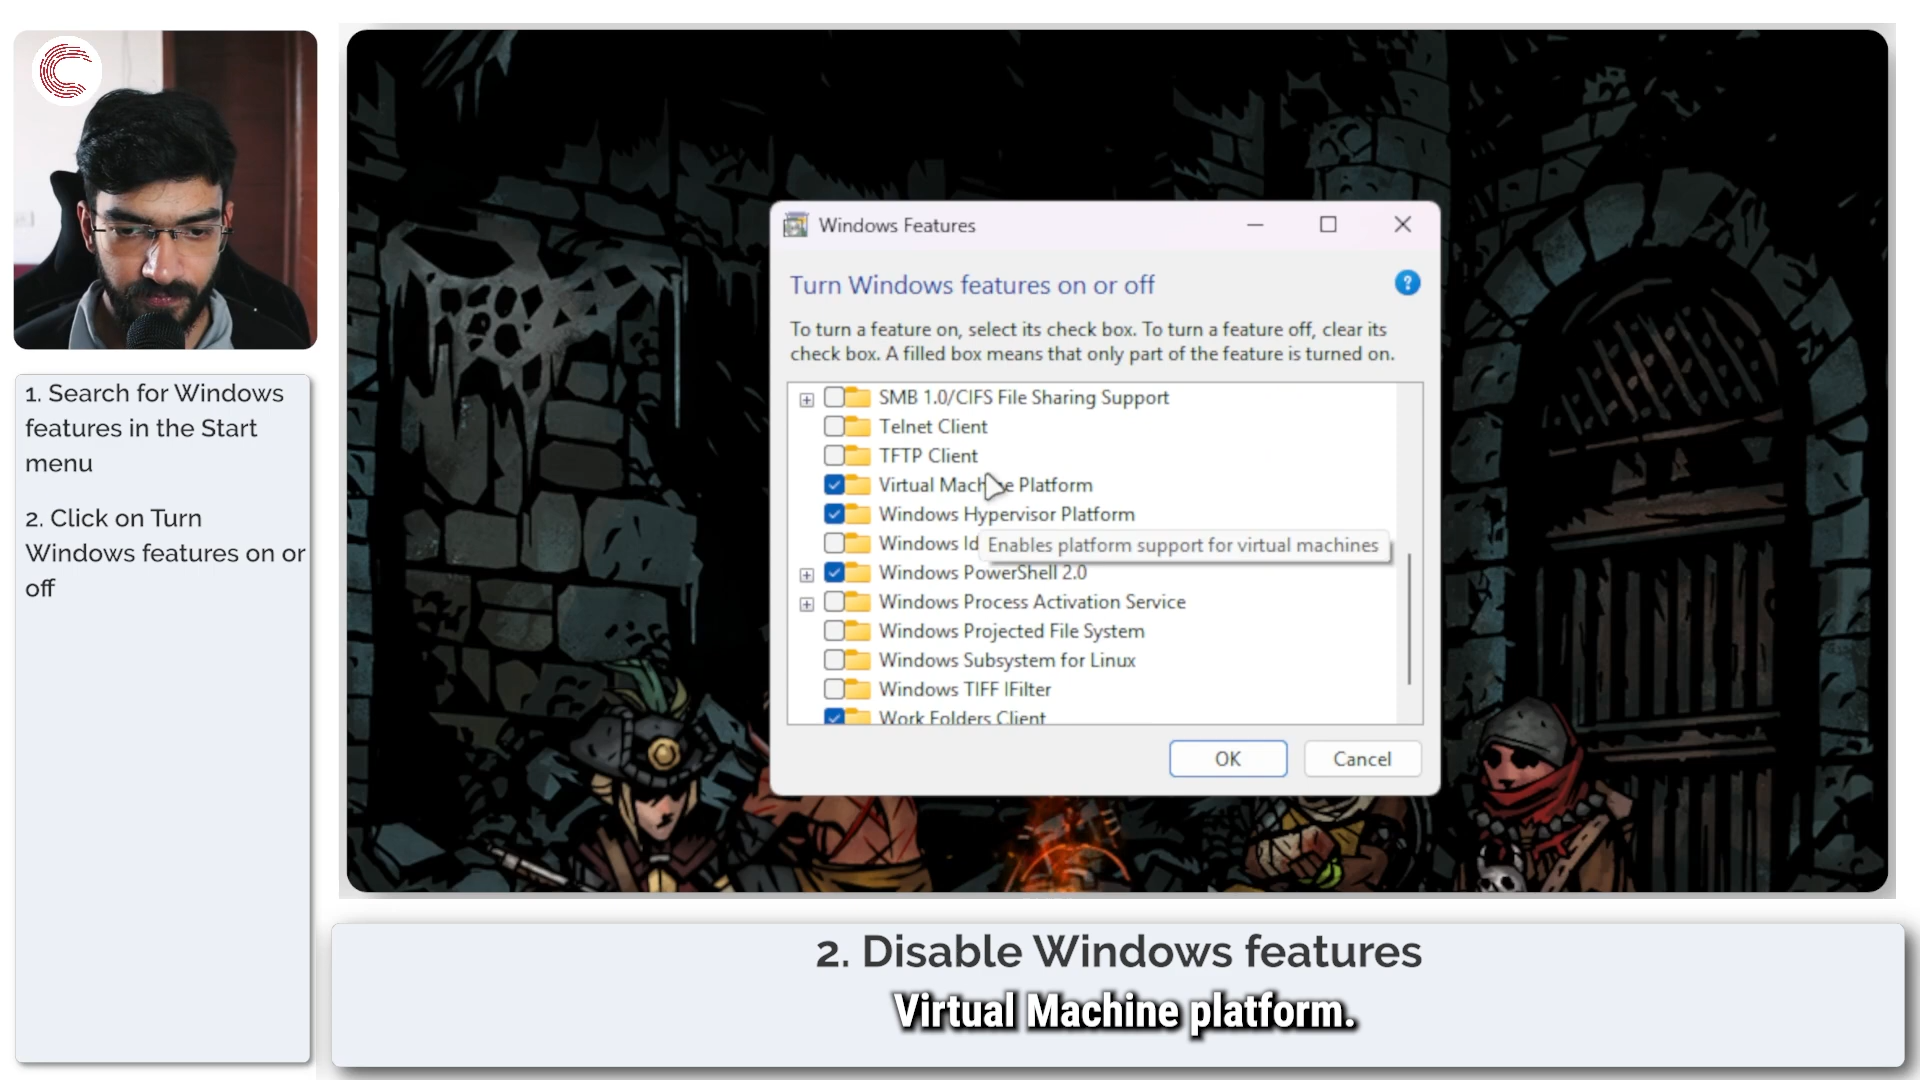 1. Search for Windows
features in the Start
menu
2. Click on Turn
Windows features on or
off
Windows Features
Turn Windows features on or off
?
To turn a feature on, select its check box. To turn a feature off, clear its
check box. A filled box means that only part of the feature is turned on.
SMB 1.0/CIFS File Sharing Support
Telnet Client
TFTP Client
Virtual Machine Platform
Windows Hypervisor Platform
Windows Id
Enables platform support for virtual machines
Windows PowerShell 2.0
Windows Process Activation Service
Windows Projected File System
Windows Subsystem for Linux
Windows TIFF IFilter
Work Folders Client
OK
Cancel
2. Disable Windows features
Virtual Machine platform.